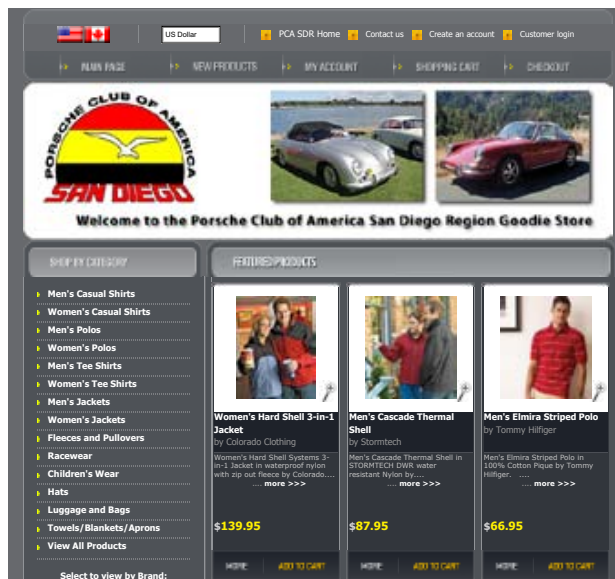 US Dollar
PCA SDR Home
Contact us
Create an account
Customer login
MAIN PAGE
NEW PRODUCTS
MY ACCOUNT
SHOPPING CART
CHECKOUT
PORSCHE CLUB OF AMERICA
SAN DIEGO
Welcome to the Porsche Club of America San Diego Region Goodie Store
SHOP BY CATEGORY
FEATURED PRODUCTS
Men's Casual Shirts
Women's Casual Shirts
Men's Polos
Women's Polos
Men's Tee Shirts
Women's Tee Shirts
Men's Jackets
Women's Jackets
Fleeces and Pullovers
Racewear
Children's Wear
Hats
Luggage and Bags
Towels/Blankets/Aprons
View All Products
Select to view by Brand:
Women's Hard Shell 3-in-1
Jacket
by Colorado Clothing
Women's Hard Shell Systems 3-
in-1 Jacket in waterproof nylon
with zip out fleece by Colorado....
.... more >>>
$139.95
MORE
ADD TO CART
Men's Cascade Thermal
Shell
by Stormtech
Men's Cascade Thermal Shell in
STORMTECH DWR water
resistant Nylon by....
.... more >>>
$87.95
MORE
ADD TO CART
Men's Elmira Striped Polo
by Tommy Hilfiger
Men's Elmira Striped Polo in
100% Cotton Pique by Tommy
Hilfiger. ....
.... more >>>
$66.95
MORE
ADD TO CART